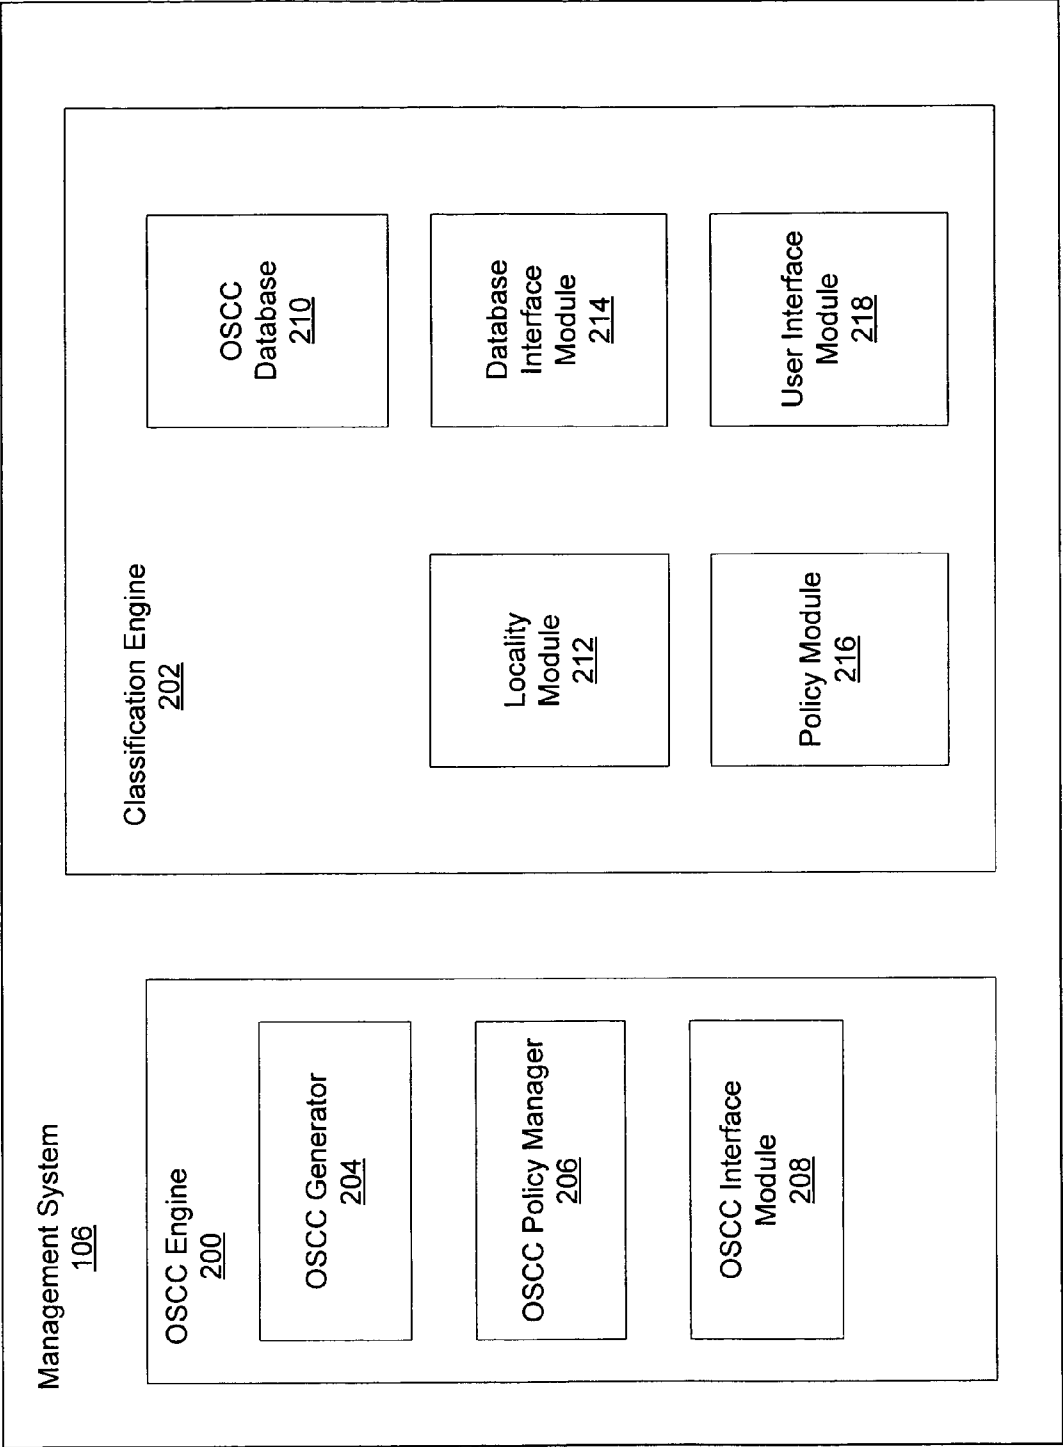 Management System
106
OSCC Engine
200
OSCC Generator
204
OSCC Policy Manager
206
OSCC Interface
Module
208
Classification Engine
202
OSCC
Database
210
Locality
Module
212
Database
Interface
Module
214
Policy Module
216
User Interface
Module
218